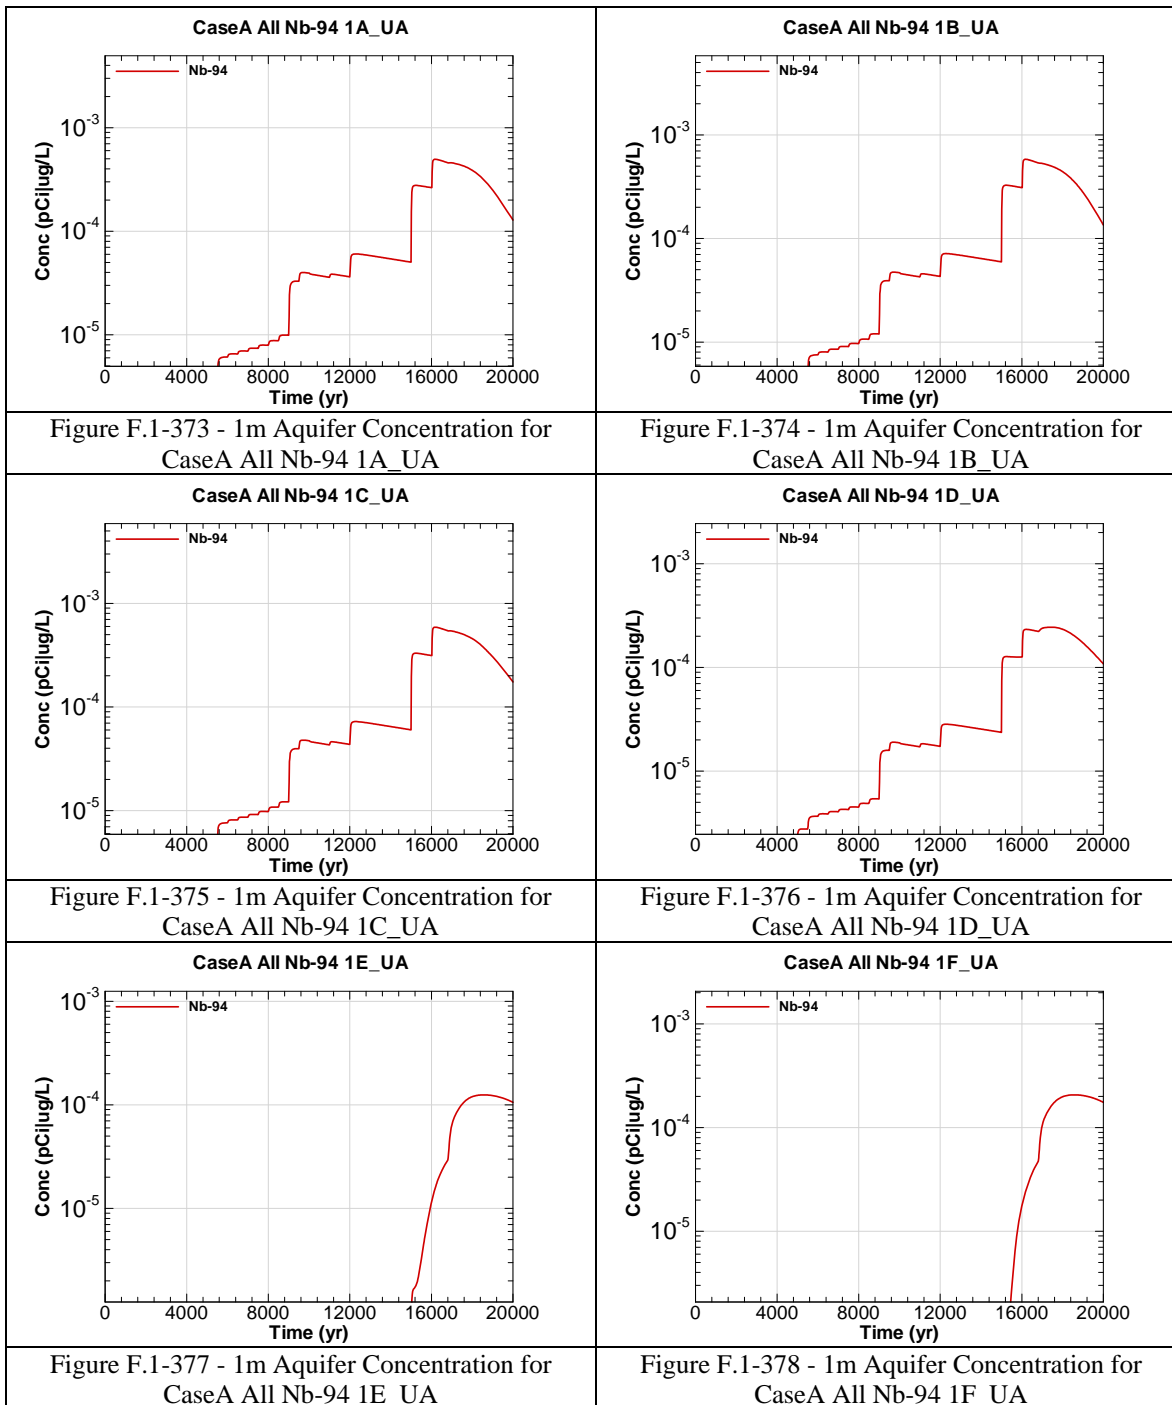 CaseA All Nb-94 1A_UA
Nb-94
Conc (pCi|ug/L)
10-3
10-4
10-5
0 4000 8000 12000 16000 20000
Time (yr)
Figure F.1-373 - 1m Aquifer Concentration for
CaseA All Nb-94 1A_UA
CaseA All Nb-94 1B_UA
Nb-94
Conc (pCi|ug/L)
10-3
10-4
10-5
0 4000 8000 12000 16000 20000
Time (yr)
Figure F.1-374 - 1m Aquifer Concentration for
CaseA All Nb-94 1B_UA
CaseA All Nb-94 1C_UA
Nb-94
Conc (pCi|ug/L)
10-3
10-4
10-5
0 4000 8000 12000 16000 20000
Time (yr)
Figure F.1-375 - 1m Aquifer Concentration for
CaseA All Nb-94 1C_UA
CaseA All Nb-94 1D_UA
Nb-94
Conc (pCi|ug/L)
10-3
10-4
10-5
0 4000 8000 12000 16000 20000
Time (yr)
Figure F.1-376 - 1m Aquifer Concentration for
CaseA All Nb-94 1D_UA
CaseA All Nb-94 1E_UA
Nb-94
Conc (pCi|ug/L)
10-3
10-4
10-5
0 4000 8000 12000 16000 20000
Time (yr)
Figure F.1-377 - 1m Aquifer Concentration for
CaseA All Nb-94 1E_UA
CaseA All Nb-94 1F_UA
Nb-94
Conc (pCi|ug/L)
10-3
10-4
10-5
0 4000 8000 12000 16000 20000
Time (yr)
Figure F.1-378 - 1m Aquifer Concentration for
CaseA All Nb-94 1F_UA